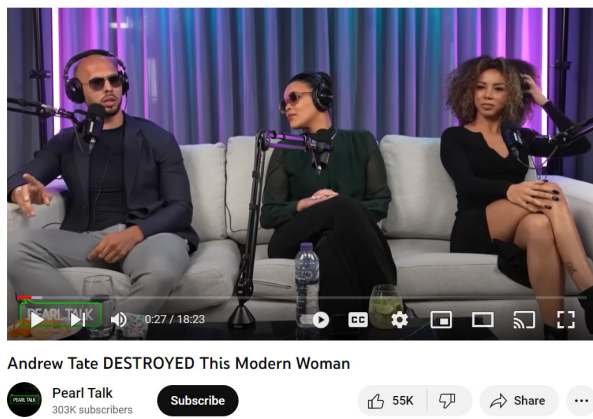 PEARL TALK
0:27 / 18:23
CC
Andrew Tate DESTROYED This Modern Woman
PEARL TALK
Pearl Talk
303K subscribers
Subscribe
55K
Share